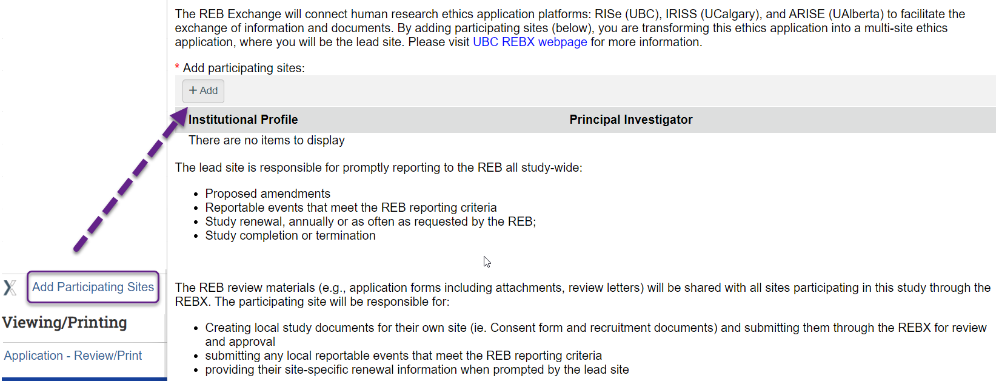 The REB Exchange will connect human research ethics application platforms: RISe (UBC), IRISS (UCalgary), and ARISE (UAlberta) to facilitate the
exchange of information and documents. By adding participating sites (below), you are transforming this ethics application into a multi-site ethics
application, where you will be the lead site. Please visit UBC REBX webpage for more information.
* Add participating sites:
+ Add
Institutional Profile Principal Investigator
There are no items to display
The lead site is responsible for promptly reporting to the REB all study-wide:
• Proposed amendments
• Reportable events that meet the REB reporting criteria
• Study renewal, annually or as often as requested by the REB;
• Study completion or termination
X Add Participating Sites
Viewing/Printing
Application - Review/Print
The REB review materials (e.g., application forms including attachments, review letters) will be shared with all sites participating in this study through the
REBX. The participating site will be responsible for:
• Creating local study documents for their own site (ie. Consent form and recruitment documents) and submitting them through the REBX for review
and approval
• submitting any local reportable events that meet the REB reporting criteria
• providing their site-specific renewal information when prompted by the lead site